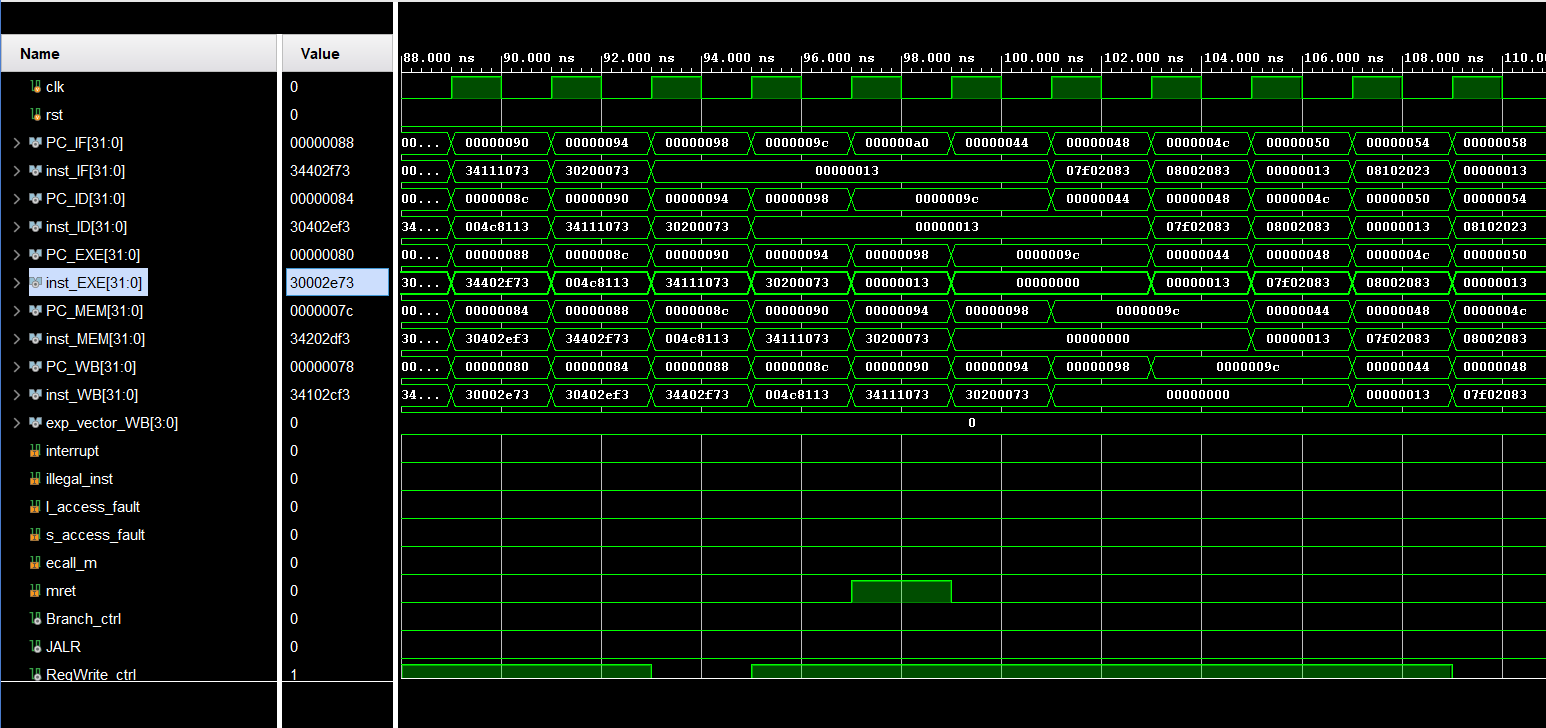 Name Value 88.000 ns 90.000 ns 92.000 ns 94.000 ns 96.000 ns 98.000 ns 100.000 ns 102.000 ns 104.000 ns 106.000 ns 108.000 ns 110.0
clk 0
rst 0
PC_IF[31:0] 00000088 00... 00000090 00000094 00000098 0000009c 000000a0 00000044 00000048 0000004c 00000050 00000054 00000058
inst_IF[31:0] 34402f73 00... 34111073 30200073 00000013 07f02083 08002083 00000013 08102023 00000013
PC_ID[31:0] 00000084 00... 0000008c 00000090 00000094 00000098 0000009c 00000044 00000048 0000004c 00000050 00000054
inst_ID[31:0] 30402ef3 34... 004c8113 34111073 30200073 00000013 07f02083 08002083 00000013 08102023
PC_EXE[31:0] 00000080 00... 00000088 0000008c 00000090 00000094 00000098 0000009c 00000044 00000048 0000004c 00000050
inst_EXE[31:0] 30002e73 30... 34402f73 004c8113 34111073 30200073 00000013 00000000 00000013 07f02083 08002083 00000013
PC_MEM[31:0] 0000007c 00... 00000084 00000088 0000008c 00000090 00000094 00000098 0000009c 00000044 00000048 0000004c
inst_MEM[31:0] 34202df3 30... 30402ef3 34402f73 004c8113 34111073 30200073 00000000 00000013 07f02083 08002083
PC_WB[31:0] 00000078 00... 00000080 00000084 00000088 0000008c 00000090 00000094 00000098 0000009c 00000044 00000048
inst_WB[31:0] 34102cf3 34... 30002e73 30402ef3 34402f73 004c8113 34111073 30200073 00000000 00000013 07f02083
exp_vector_WB[3:0] 0 0
interrupt 0
illegal_inst 0
l_access_fault 0
s_access_fault 0
ecall_m 0
mret 0
Branch_ctrl 0
JALR 0
RegWrite_ctrl 1